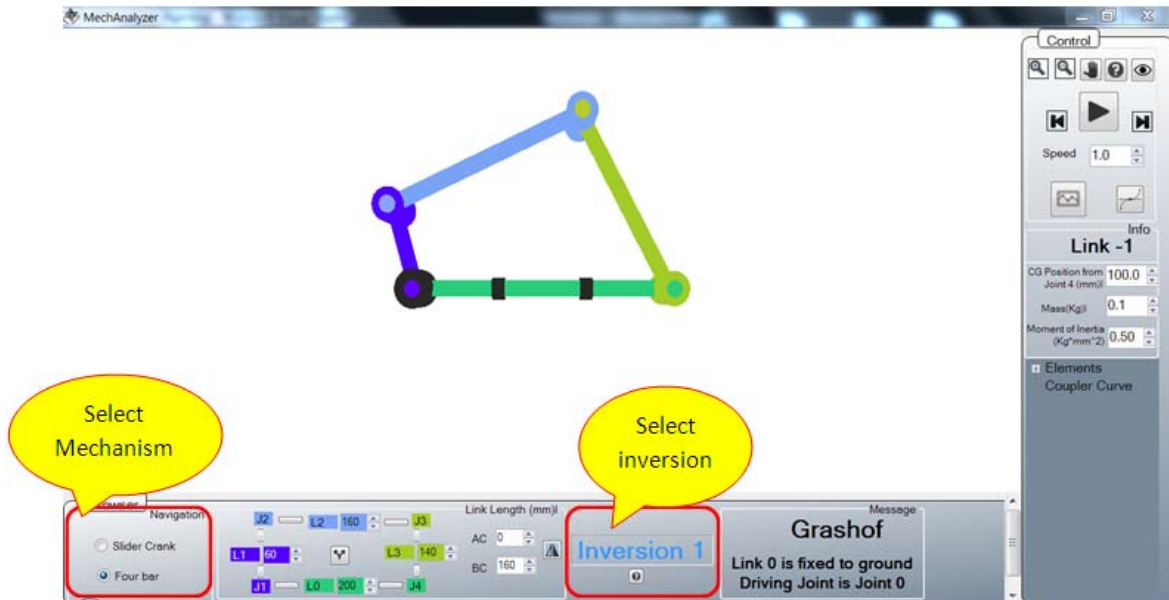 MechAnalyzer
Control
Speed 1.0
Info
Link -1
CG Position from
Joint 4 (mm)l 100.0
Mass(Kg)l 0.1
Moment of Inertia
(Kg*mm^2) 0.50
Elements
Coupler Curve
Select
Mechanism
Select
inversion
Navigation
Slider Crank
Four bar
J2 L2 160 J3
L1 60 L3 140
J1 L0 200 J4
Link Length (mm)l
AC 0
BC 160
Inversion 1
Message
Grashof
Link 0 is fixed to ground
Driving Joint is Joint 0